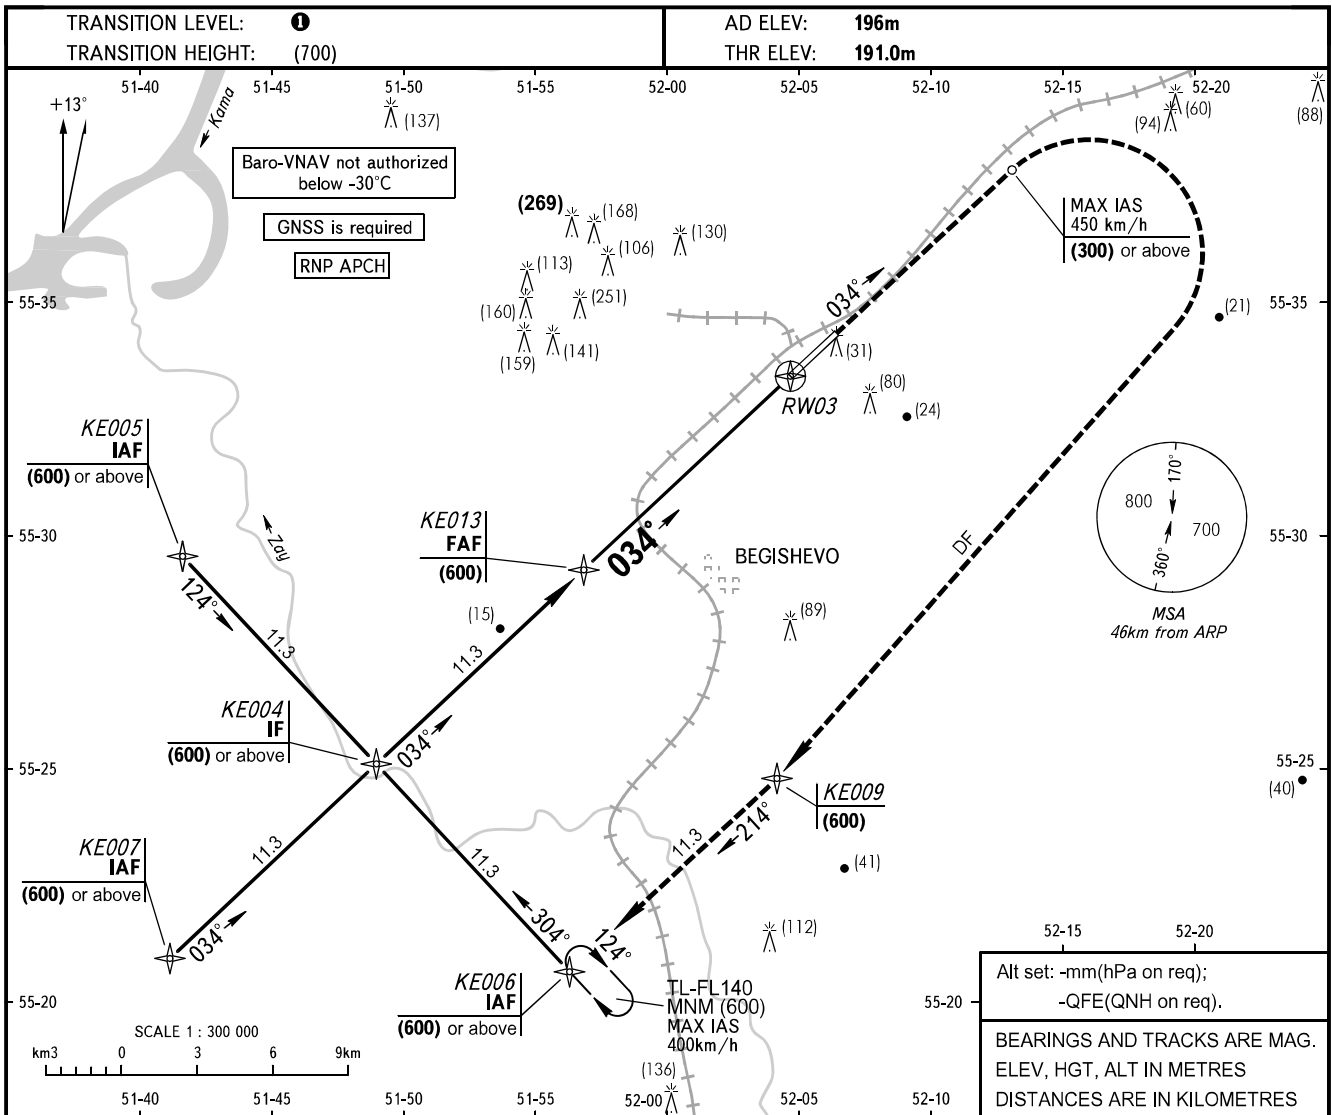 TRANSITION LEVEL: ❶
TRANSITION HEIGHT: (700)
AD ELEV: 196m
THR ELEV: 191.0m
51-40 51-45 51-50 51-55 52-00 52-05 52-10 52-15 52-20
+13°
Kama
(137)
(60)
(94)
(88)
Baro-VNAV not authorized
below -30°C
GNSS is required
RNP APCH
(269)
(168)
(130)
(106)
(113)
(251)
(160)
(141)
(159)
MAX IAS
450 km/h
(300) or above
034°
55-35
55-35
(21)
(31)
(80)
(24)
RW03
KE005
IAF
(600) or above
Zay
KE013
FAF
(600)
034°
BEGISHEVO
DF
800
700
170°
360°
MSA
46km from ARP
55-30
55-30
124°
11.3
(15)
11.3
(89)
KE004
IF
(600) or above
034°
55-25
55-25
(40)
KE009
(600)
214°
11.3
(41)
KE007
IAF
(600) or above
11.3
034°
11.3
304°
124°
(112)
KE006
IAF
(600) or above
TL-FL140
MNM (600)
MAX IAS
400km/h
(136)
55-20
55-20
52-15 52-20
SCALE 1 : 300 000
km3 0 3 6 9km
Alt set: -mm(hPa on req);
-QFE(QNH on req).
BEARINGS AND TRACKS ARE MAG.
ELEV, HGT, ALT IN METRES
DISTANCES ARE IN KILOMETRES
51-40 51-45 51-50 51-55 52-00 52-05 52-10